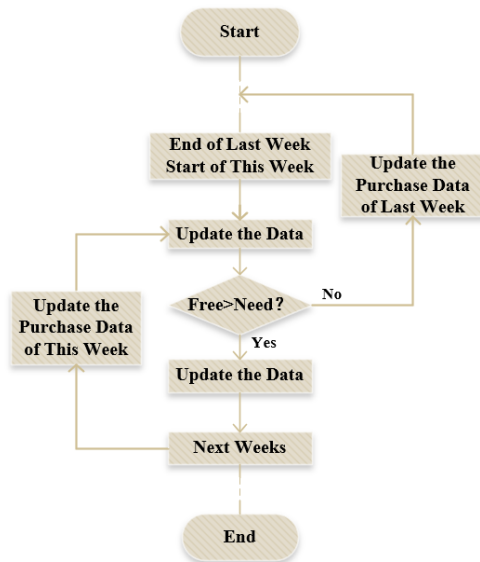 Start
End of Last Week
Start of This Week
Update the
Purchase Data
of Last Week
Update the Data
Free>Need?
No
Update the
Purchase Data
of This Week
Yes
Update the Data
Next Weeks
End